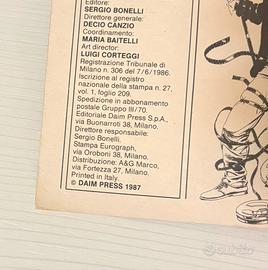 Editore:
SERGIO BONELLI
Direttore generale:
DECIO CANZIO
Coordinamento:
MARIA BAITELLI
Art director:
LUIGI CORTEGGI
Registrazione Tribunale di
Milano n. 306 del 7/6/1986.
Iscrizione al registro
nazionale della stampa n. 27,
vol. 1, foglio 209.
Spedizione in abbonamento
postale Gruppo III/70.
Editoriale Daim Press S.p.A.,
via Buonarroti 38, Milano.
Direttore responsabile:
Sergio Bonelli.
Stampa Eurograph,
via Oroboni 38, Milano.
Distribuzione: A&G Marco,
via Fortezza 27, Milano.
Printed in Italy.
© DAIM PRESS 1987
subito